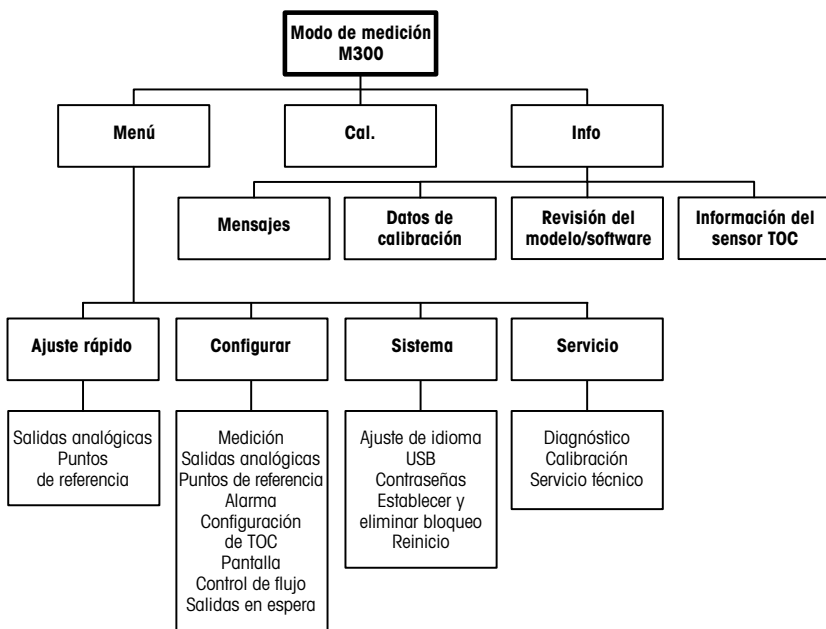 Modo de medición
M300
Menú
Cal.
Info
Mensajes
Datos de
calibración
Revisión del
modelo/software
Información del
sensor TOC
Ajuste rápido
Configurar
Sistema
Servicio
Salidas analógicas
Puntos
de referencia
Medición
Salidas analógicas
Puntos de referencia
Alarma
Configuración
de TOC
Pantalla
Control de flujo
Salidas en espera
Ajuste de idioma
USB
Contraseñas
Establecer y
eliminar bloqueo
Reinicio
Diagnóstico
Calibración
Servicio técnico